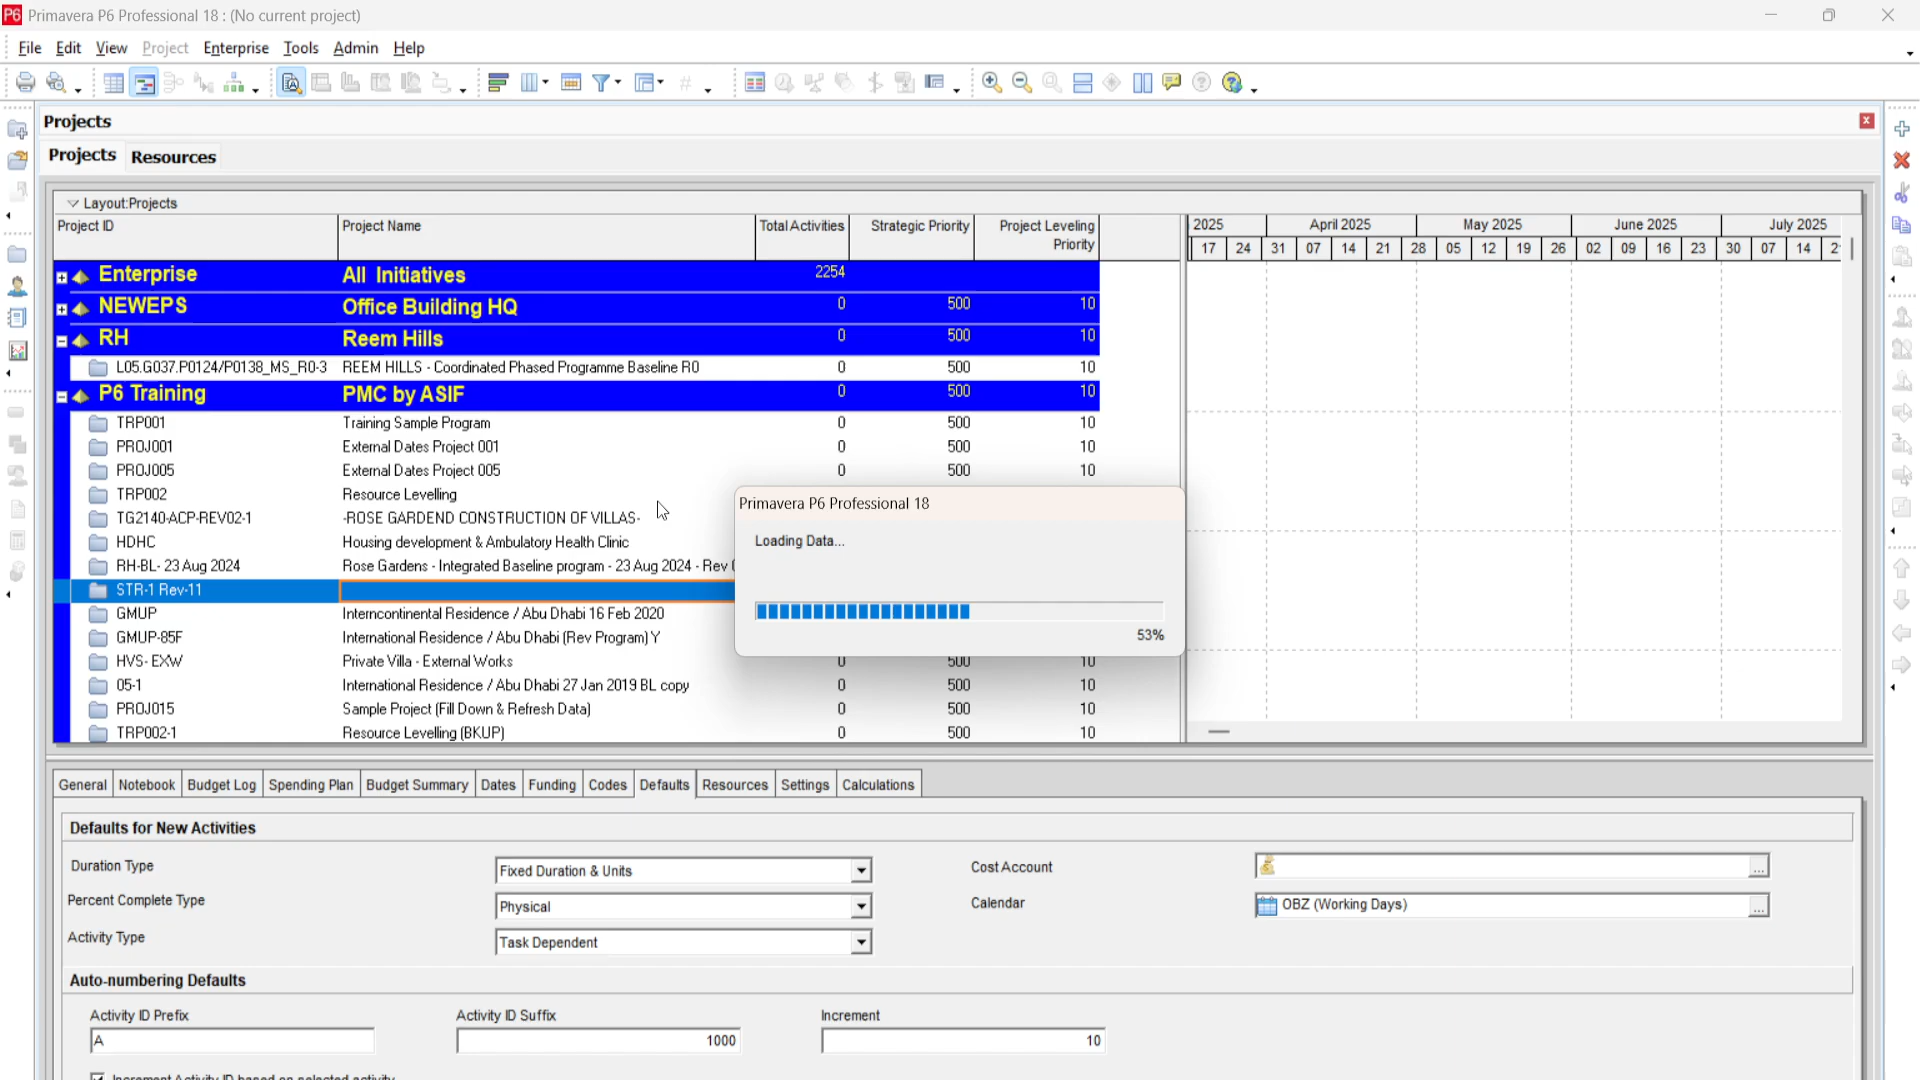 P6 Primavera P6 Professional 18 : (No current project)
File Edit View Project Enterprise Tools Admin Help
Projects
Projects Resources
Layout:Projects
Project ID Project Name Total Activities Strategic Priority Project Leveling Priority 2025 April 2025 May 2025 June 2025 July 2025
17 24 31 07 14 21 28 05 12 19 26 02 09 16 23 30 07 14
Enterprise All Initiatives 2254
NEWEPS Office Building HQ 0 500 10
RH Reem Hills 0 500 10
L05.G037.P0124/P0138_MS_R0-3 REEM HILLS - Coordinated Phased Programme Baseline R0 0 500 10
P6 Training PMC by ASIF 0 500 10
TRP001 Training Sample Program 0 500 10
PROJ001 External Dates Project 001 0 500 10
PROJ005 External Dates Project 005 0 500 10
TRP002 Resource Levelling
TG2140-ACP-REV02-1 -ROSE GARDEND CONSTRUCTION OF VILLAS-
HDHC Housing development & Ambulatory Health Clinic
RH-BL- 23 Aug 2024 Rose Gardens - Integrated Baseline program - 23 Aug 2024 - Rev
STR-1 Rev-11
GMUP Interncontinental Residence / Abu Dhabi 16 Feb 2020
GMUP-85F International Residence / Abu Dhabi (Rev Program) Y
HVS- EXW Private Villa - External Works 0 500 10
05-1 International Residence / Abu Dhabi 27 Jan 2019 BL copy 0 500 10
PROJ015 Sample Project (Fill Down & Refresh Data) 0 500 10
TRP002-1 Resource Levelling (BKUP) 0 500 10
Primavera P6 Professional 18
Loading Data...
53%
General Notebook Budget Log Spending Plan Budget Summary Dates Funding Codes Defaults Resources Settings Calculations
Defaults for New Activities
Duration Type Fixed Duration & Units Cost Account ...
Percent Complete Type Physical Calendar OBZ (Working Days) ...
Activity Type Task Dependent
Auto-numbering Defaults
Activity ID Prefix Activity ID Suffix Increment
A 1000 10
Increment Activity ID based on selected activity